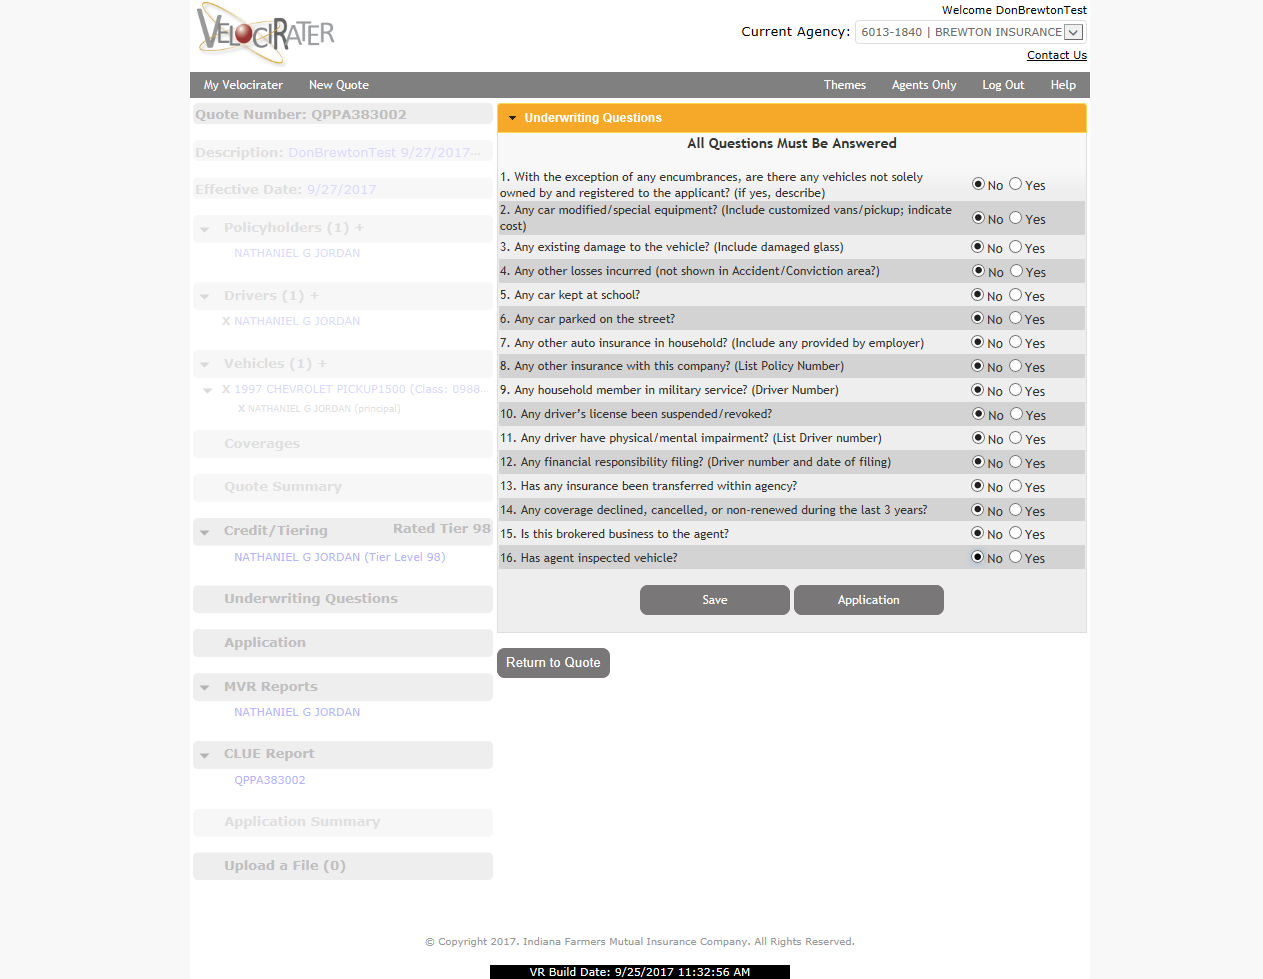 VELOCIRATER
Welcome DonBrewtonTest
Current Agency: 6013-1840 | BREWTON INSURANCE
Contact Us
My Velocirater New Quote Themes Agents Only Log Out Help
Quote Number: QPPA383002
Description: DonBrewtonTest 9/27/2017...
Effective Date: 9/27/2017
Policyholders (1) +
NATHANIEL G JORDAN
Drivers (1) +
X NATHANIEL G JORDAN
Vehicles (1) +
X 1997 CHEVROLET PICKUP1500 (Class: 0988...
X NATHANIEL G JORDAN (principal)
Coverages
Quote Summary
Credit/Tiering Rated Tier 98
NATHANIEL G JORDAN (Tier Level 98)
Underwriting Questions
Application
MVR Reports
NATHANIEL G JORDAN
CLUE Report
QPPA383002
Application Summary
Upload a File (0)
Underwriting Questions
All Questions Must Be Answered
1. With the exception of any encumbrances, are there any vehicles not solely
owned by and registered to the applicant? (if yes, describe) No Yes
2. Any car modified/special equipment? (Include customized vans/pickup; indicate
cost) No Yes
3. Any existing damage to the vehicle? (Include damaged glass) No Yes
4. Any other losses incurred (not shown in Accident/Conviction area?) No Yes
5. Any car kept at school? No Yes
6. Any car parked on the street? No Yes
7. Any other auto insurance in household? (Include any provided by employer) No Yes
8. Any other insurance with this company? (List Policy Number) No Yes
9. Any household member in military service? (Driver Number) No Yes
10. Any driver's license been suspended/revoked? No Yes
11. Any driver have physical/mental impairment? (List Driver number) No Yes
12. Any financial responsibility filing? (Driver number and date of filing) No Yes
13. Has any insurance been transferred within agency? No Yes
14. Any coverage declined, cancelled, or non-renewed during the last 3 years? No Yes
15. Is this brokered business to the agent? No Yes
16. Has agent inspected vehicle? No Yes
Save Application
Return to Quote
© Copyright 2017. Indiana Farmers Mutual Insurance Company. All Rights Reserved.
VR Build Date: 9/25/2017 11:32:56 AM